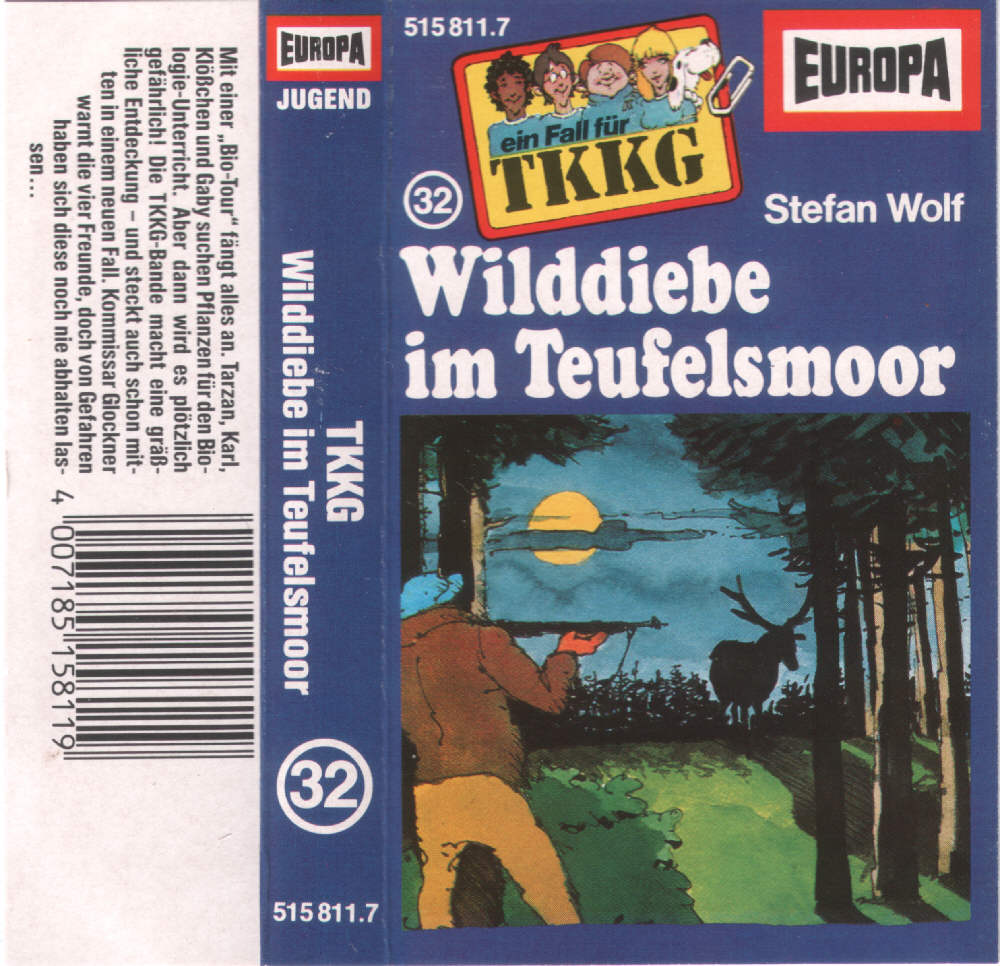 Mit einer „Bio-Tour“ fängt alles an. Tarzan, Karl,
Klößchen und Gaby suchen Pflanzen für den Bio-
logie-Unterricht. Aber dann wird es plötzlich
gefährlich! Die TKKG-Bande macht eine gräß-
liche Entdeckung – und steckt auch schon mit-
ten in einem neuen Fall. Kommissar Glockner
warnt die vier Freunde, doch von Gefahren
haben sich diese noch nie abhalten las-
sen...
4 007185 158119
EUROPA
JUGEND
TKKG
Wilddiebe im Teufelsmoor
32
515 811.7
515 811.7
ein Fall für
TKKG
EUROPA
32
Stefan Wolf
Wilddiebe
im Teufelsmoor